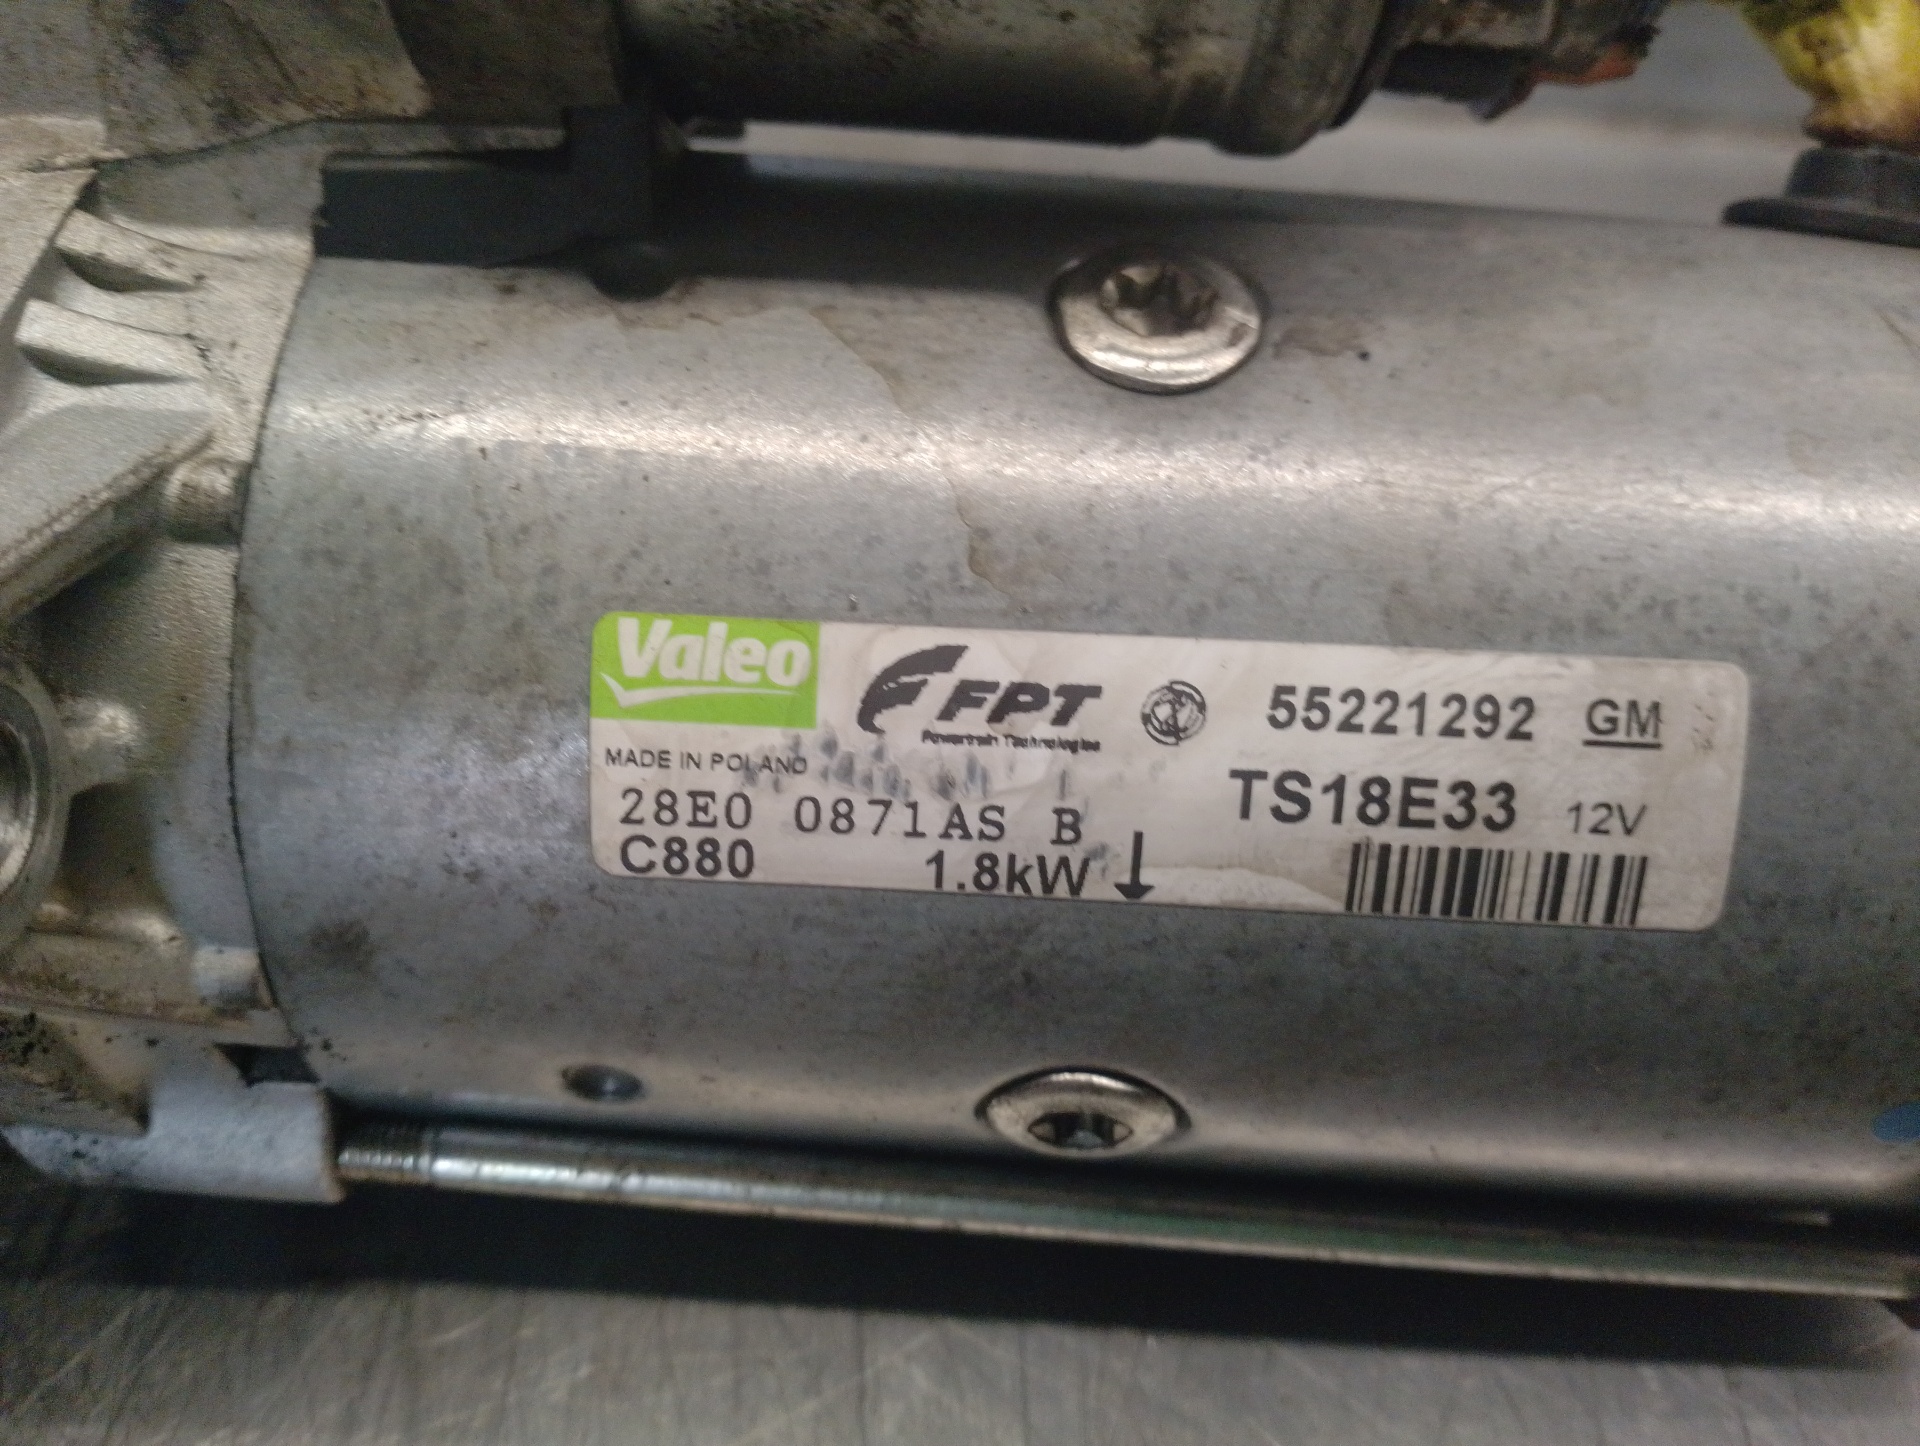 Valeo
FPT
Powertrain Technologies
55221292 GM
MADE IN POLAND
TS18E33 12V
28E0 0871AS B
C880 1.8kW